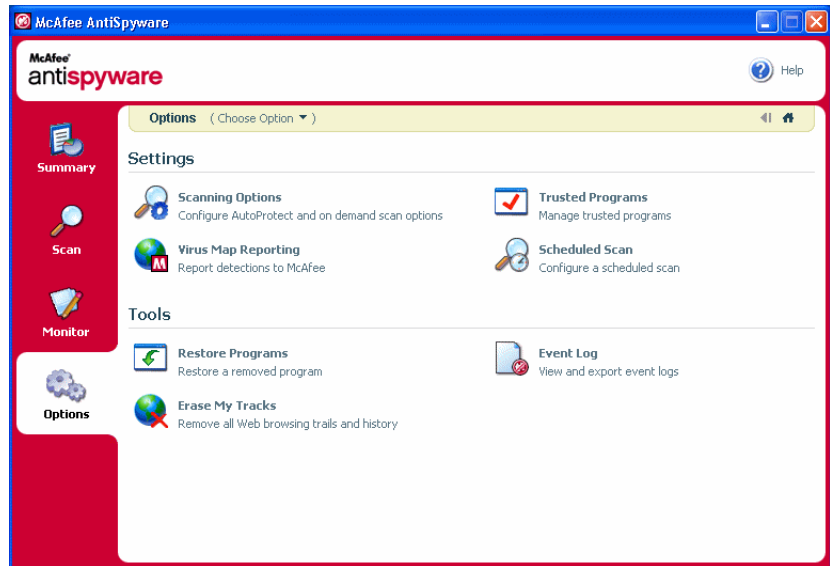 McAfee AntiSpyware
McAfee®
antispyware
Help
Options ( Choose Option ▼ )
Summary
Scan
Monitor
Options
Settings
Scanning Options
Configure AutoProtect and on demand scan options
Trusted Programs
Manage trusted programs
Virus Map Reporting
Report detections to McAfee
Scheduled Scan
Configure a scheduled scan
Tools
Restore Programs
Restore a removed program
Event Log
View and export event logs
Erase My Tracks
Remove all Web browsing trails and history